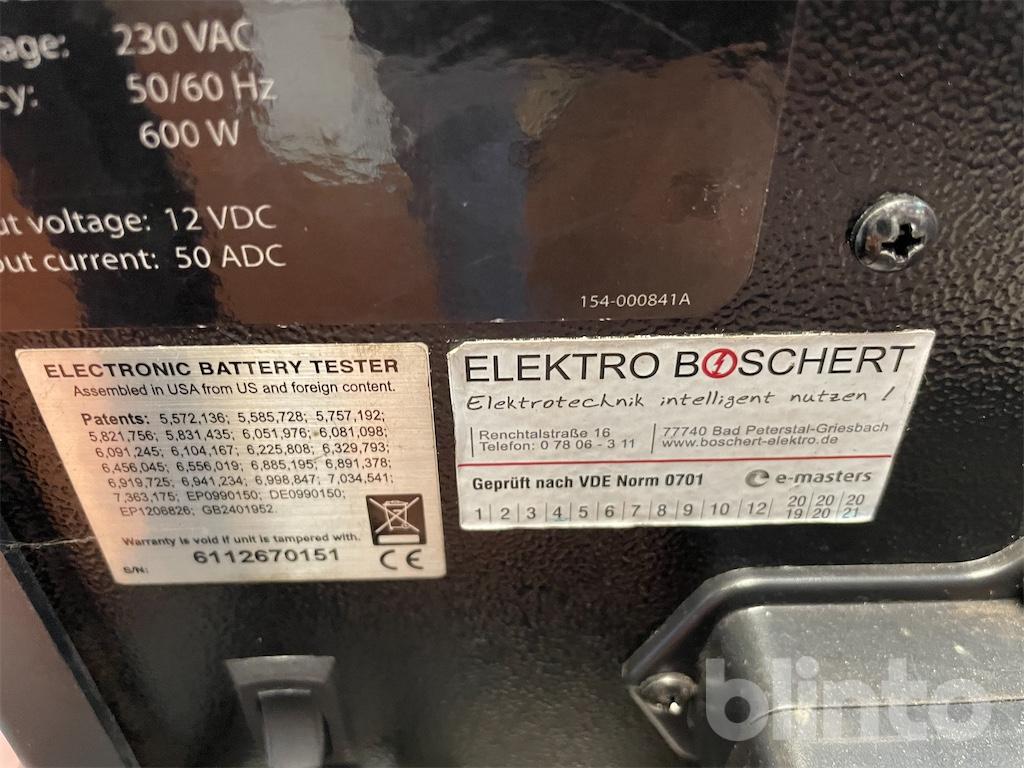 age: 230 VAC
cy: 50/60 Hz
600 W
ut voltage: 12 VDC
out current: 50 ADC
154-000841A
ELECTRONIC BATTERY TESTER
Assembled in USA from US and foreign content.
Patents: 5,572,136; 5,585,728; 5,757,192;
5,821,756; 5,831,435; 6,051,976; 6,081,098;
6,091,245; 6,104,167; 6,225,808; 6,329,793;
6,456,045; 6,556,019; 6,885,195; 6,891,378;
6,919,725; 6,941,234; 6,998,847; 7,034,541;
7,363,175; EP0990150; DE0990150;
EP1206826; GB2401952.
Warranty is void if unit is tampered with.
S/N: 6112670151 CE
ELEKTRO BOSCHERT
Elektrotechnik intelligent nutzen !
Renchtalstraße 16 77740 Bad Peterstal-Griesbach
Telefon: 0 78 06 - 3 11 www.boschert-elektro.de
Geprüft nach VDE Norm 0701 e-masters
1 2 3 4 5 6 7 8 9 10 12 20 19 20 20 20 21
blinto